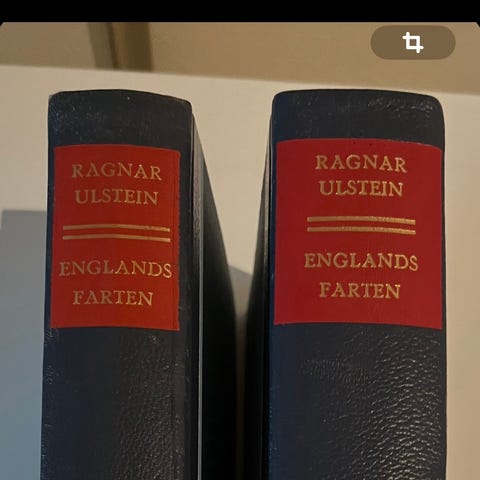 RAGNAR
ULSTEIN
ENGLANDS
FARTEN
RAGNAR
ULSTEIN
ENGLANDS
FARTEN